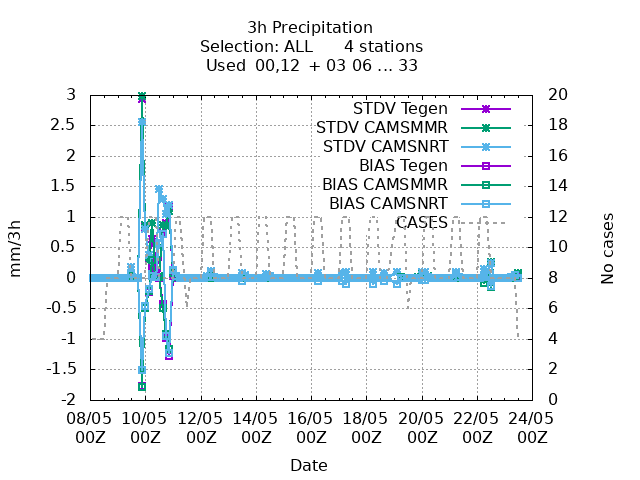 3h Precipitation
Selection: ALL 4 stations
Used 00,12 + 03 06 ... 33
3 20
2.5 18
2 16
1.5 14
1 12
0.5 10
0 8
-0.5 6
-1 4
-1.5 2
-2 0
STDV Tegen
STDV CAMSMMR
STDV CAMSNRT
BIAS Tegen
BIAS CAMSMMR
BIAS CAMSNRT
CASES
mm/3h
No cases
08/05 10/05 12/05 14/05 16/05 18/05 20/05 22/05 24/05
00Z 00Z 00Z 00Z 00Z 00Z 00Z 00Z 00Z
Date